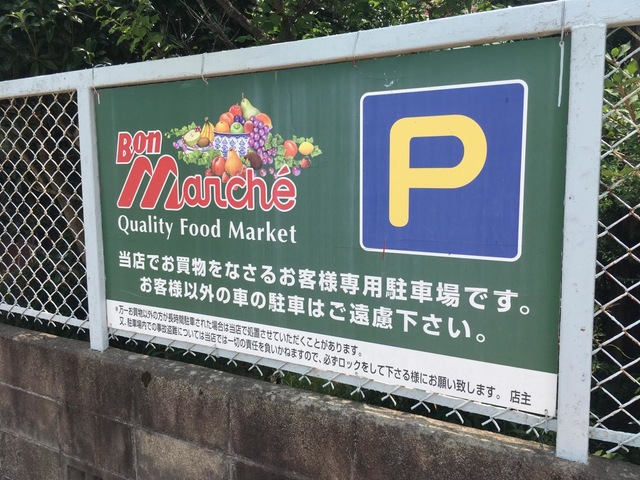 Bon
Marché
P
Quality Food Market
当店でお買物をなさるお客様専用駐車場です。
お客様以外の車の駐車はご遠慮下さい。
*万一お買物以外の方が長時間駐車された場合は当店で処置させていただくことがあります。
又、駐車場内での事故盗難については当店では一切の責任を負いかねますので、必ずロックをして下さる様にお願い致します。 店主